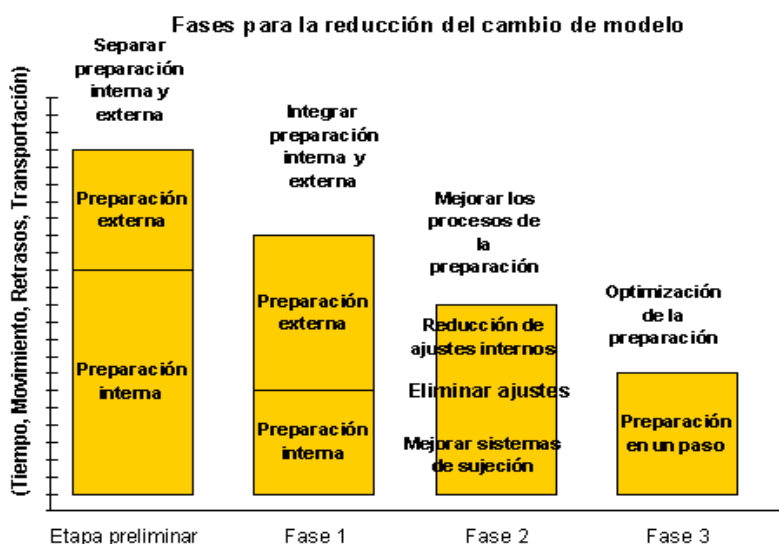 Fases para la reducción del cambio de modelo
(Tiempo, Movimiento, Retrasos, Transportación)
Separar
preparación
interna y
externa
Preparación
externa
Preparación
interna
Integrar
preparación
interna y
externa
Preparación
externa
Preparación
interna
Mejorar los
procesos de
la
preparación
Reducción de
ajustes internos
Eliminar ajustes
Mejorar sistemas
de sujeción
Optimización
de la
preparación
Preparación
en un paso
Etapa preliminar
Fase 1
Fase 2
Fase 3